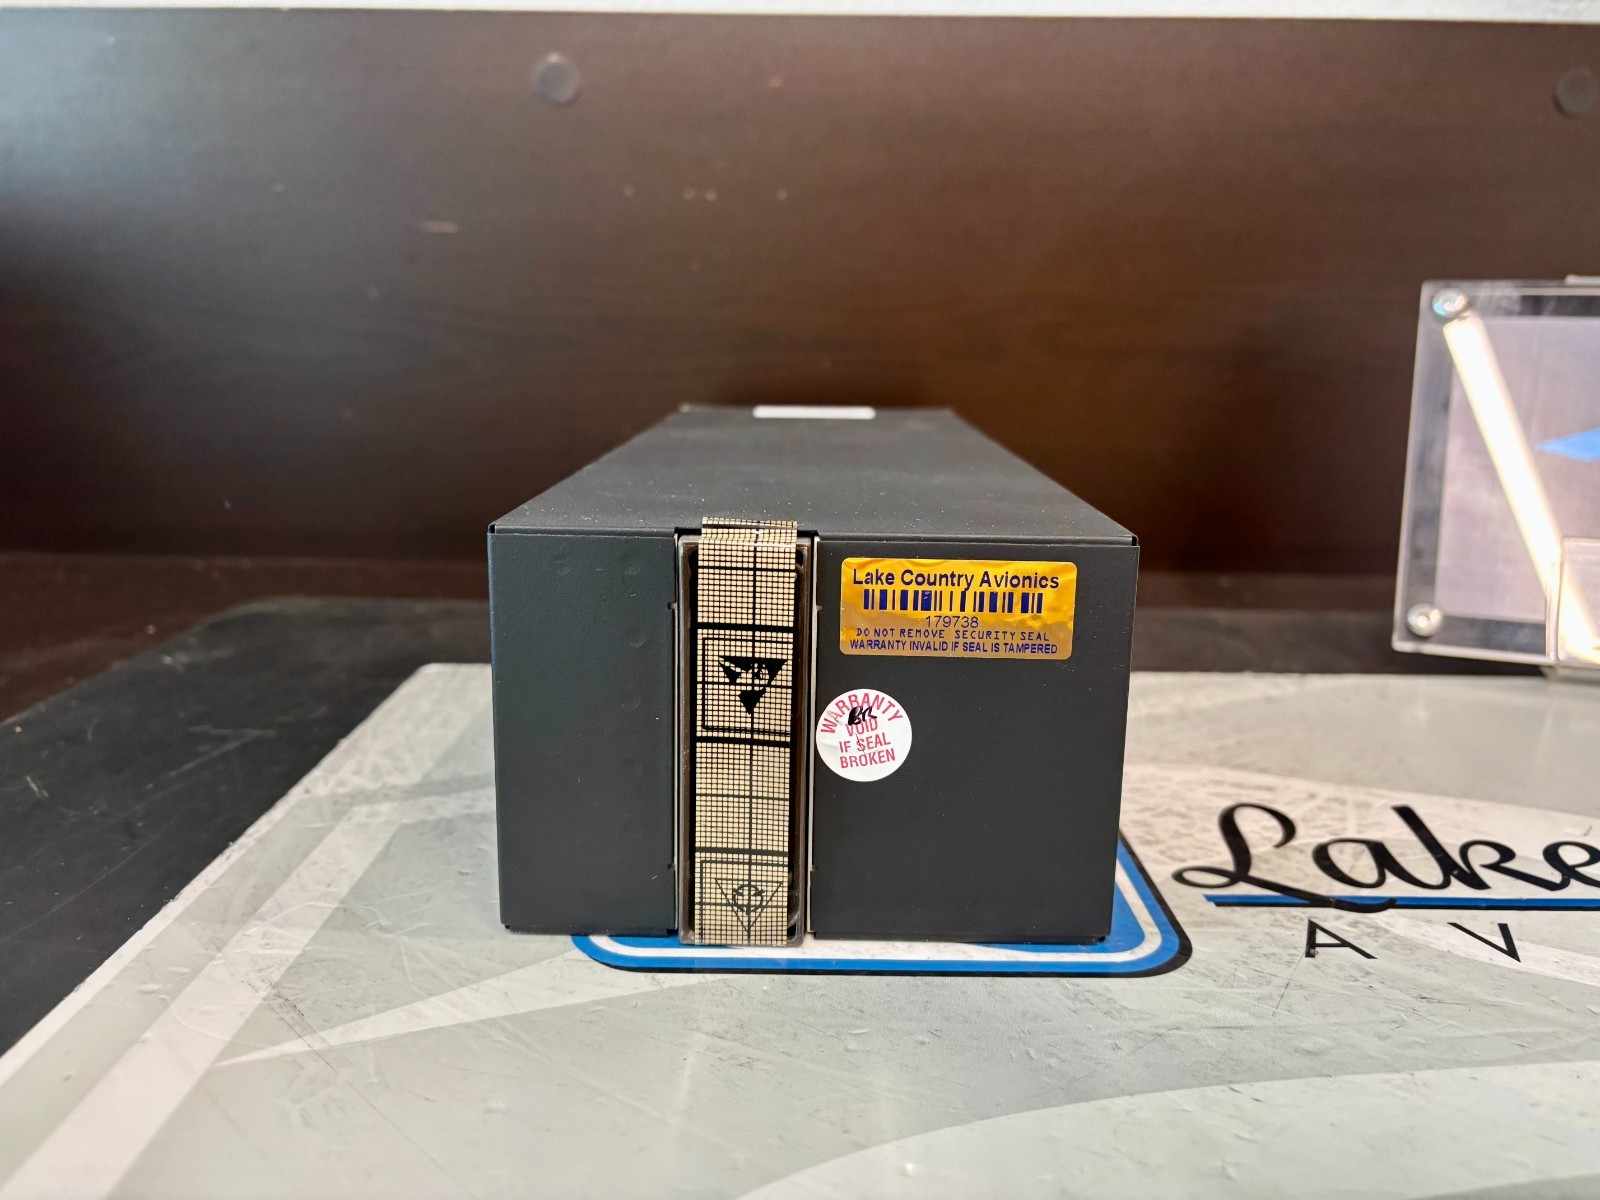 Lake Country Avionics
179738
DO NOT REMOVE SECURITY SEAL
WARRANTY INVALID IF SEAL IS TAMPERED
WARRANTY
VOID
IF SEAL
BROKEN
Lake
A V